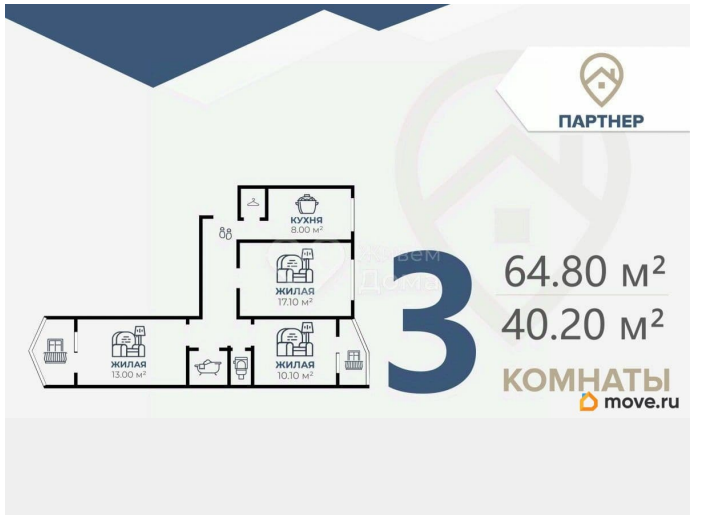 ПАРТНЕР
КУХНЯ
8.00 м²
ЖИЛАЯ
17.10 м²
ЖИЛАЯ
13.00 м²
ЖИЛАЯ
10.10 м²
3
64.80 м²
40.20 м²
КОМНАТЫ
move.ru